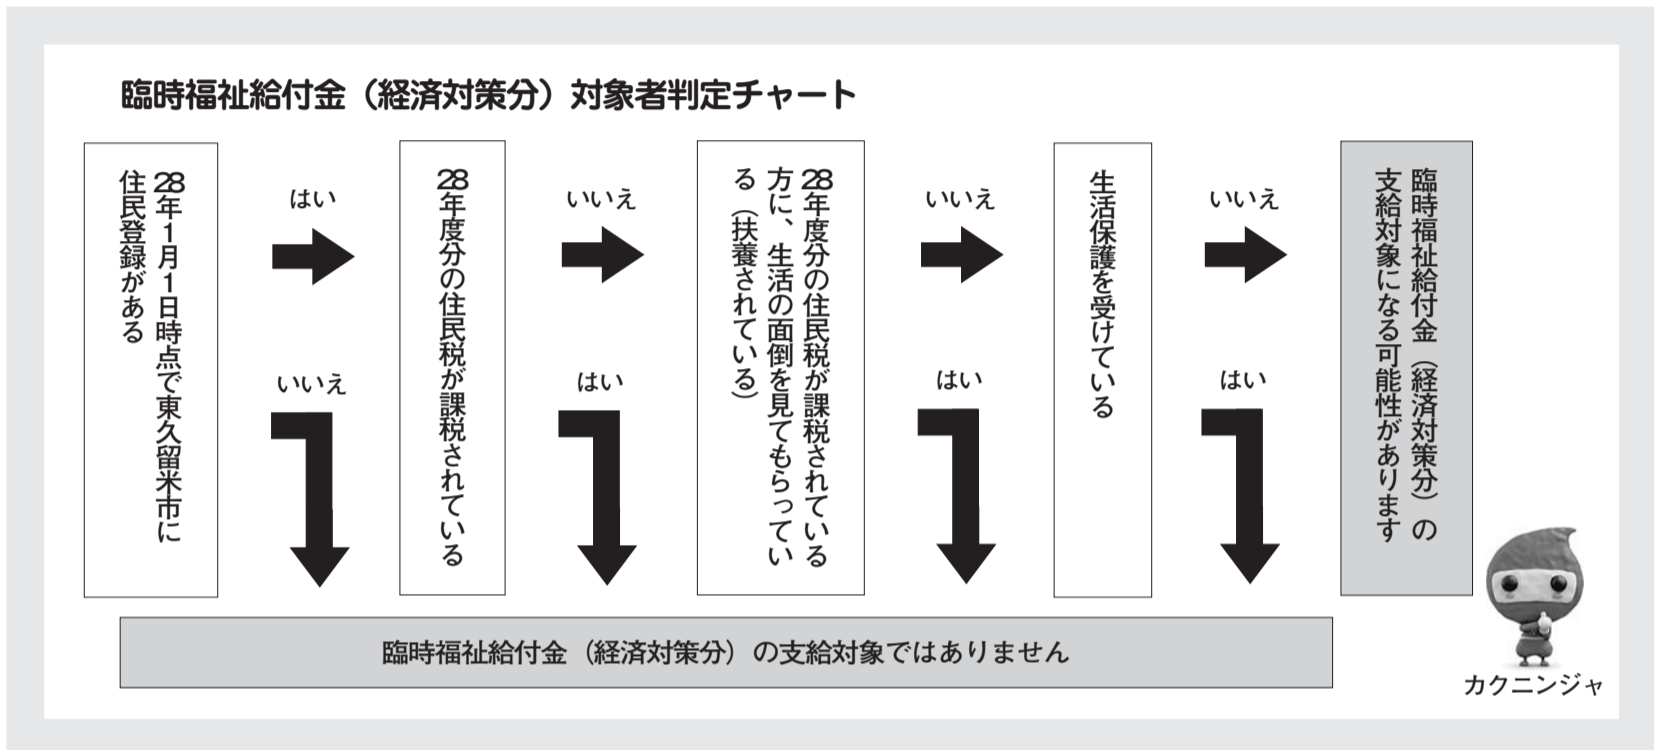 臨時福祉給付金（経済対策分）対象者判定チャート
28年1月1日時点で東久留米市に
住民登録がある
はい
いいえ
28年度分の住民税が課税されている
いいえ
はい
28年度分の住民税が課税されている
方に、生活の面倒を見てもらってい
る（扶養されている）
いいえ
はい
生活保護を受けている
いいえ
はい
臨時福祉給付金（経済対策分）の
支給対象になる可能性があります
臨時福祉給付金（経済対策分）の支給対象ではありません
カクニンジャ